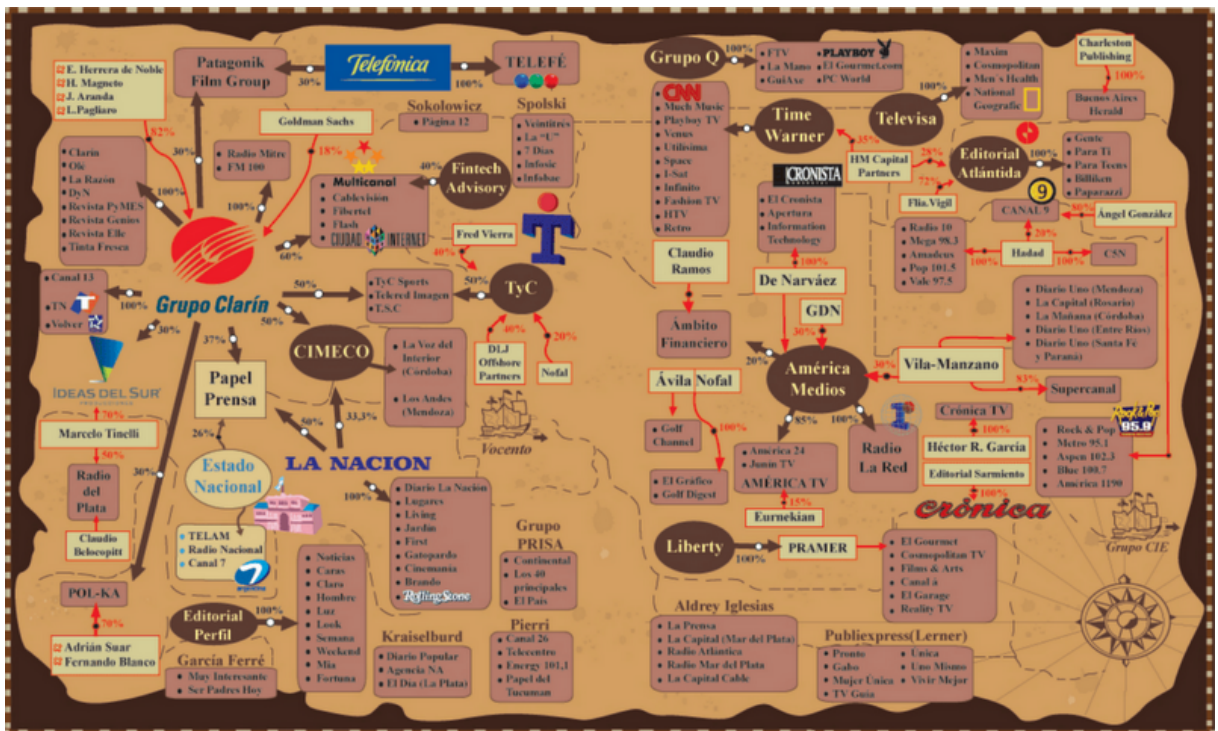 E. Herrera de Noble
H. Magneto
J. Aranda
L. Pagliaro
82%
Patagonik
Film Group
30%
Telefónica
100%
TELEFÉ
Goldman Sachs
18%
30%
Clarín
Olé
La Razón
DyN
Revista PyMES
Revista Genios
Revista Elle
Tinta Fresca
100%
Radio Mitre
FM 100
100%
Sokolowicz
Página 12
Spolski
Veintitrés
La "U"
7 Días
Infosic
Infobae
Fintech
Advisory
40%
Multicanal
Cablevisión
Fibertel
Flash
CIUDAD INTERNET
60%
Grupo Clarín
Canal 13
TN
Volver
100%
30%
IDEAS DEL SUR
70%
Marcelo Tinelli
50%
Radio
del
Plata
Claudio
Belocopitt
30%
POL-KA
70%
Adrián Suar
Fernando Blanco
Fred Vierra
40%
T
TyC
50%
50%
TyC Sports
Telered Imagen
T.S.C
40%
DLJ
Offshore
Partners
20%
Nofal
50%
CIMECO
La Voz del
Interior
(Córdoba)
Los Andes
(Mendoza)
37%
Papel
Prensa
50%
33,3%
26%
Estado
Nacional
TELAM
Radio Nacional
Canal 7
LA NACION
100%
Diario La Nación
Lugares
Living
Jardín
First
Gatopardo
Cinemanía
Brando
RollingStone
Vocento
Editorial
Perfil
100%
Noticias
Caras
Claro
Hombre
Luz
Look
Semana
Weekend
Mia
Fortuna
García Ferré
Muy Interesante
Ser Padres Hoy
Kraiselburd
Diario Popular
Agencia NA
El Día (La Plata)
Grupo
PRISA
Continental
Los 40
principales
El País
Pierri
Canal 26
Telecentro
Energy 101,1
Papel del
Tucuman
Grupo Q
100%
FTV
La Mano
GuiAxe
PLAYBOY
El Gourmet.com
PC World
CNN
Much Music
Playboy TV
Venus
Utilisima
Space
I-Sat
Infinito
Fashion TV
HTV
Retro
Time
Warner
35%
HM Capital
Partners
28%
72%
Flia.Vigil
Televisa
100%
Maxim
Cosmopolitan
Men's Health
National
Geografic
Charleston
Publishing
100%
Buenos Aires
Herald
Editorial
Atlántida
100%
Gente
Para Ti
Para Teens
Billiken
Paparazzi
EL CRONISTA
El Cronista
Apertura
Information
Technology
100%
De Narváez
Claudio
Ramos
Ámbito
Financiero
Radio 10
Mega 98.3
Amadeus
Pop 101.5
Vale 97.5
100%
Hadad
100%
C5N
9
CANAL 9
20%
80%
Ángel González
GDN
30%
20%
América
Medios
30%
Vila-Manzano
Diario Uno (Mendoza)
La Capital (Rosario)
La Mañana (Córdoba)
Diario Uno (Entre Ríos)
Diario Uno (Santa Fé
y Paraná)
83%
Supercanal
Ávila
Nofal
Golf
Channel
100%
El Gráfico
Golf Digest
85%
América 24
Junin TV
AMÉRICA TV
15%
Eurnekian
100%
Radio
La Red
Crónica TV
100%
Héctor R. García
Editorial Sarmiento
100%
crónica
Rock & Pop
95.9
Rock & Pop
Metro 95.1
Aspen 102.3
Blue 100.7
América 1190
Grupo CIE
Liberty
100%
PRAMER
El Gourmet
Cosmopolitan TV
Films & Arts
Canal á
El Garage
Reality TV
Aldrey Iglesias
La Prensa
La Capital (Mar del Plata)
Radio Atlántica
Radio Mar del Plata
La Capital Cable
Publiexpress(Lerner)
Pronto
Gabo
Mujer Única
TV Guía
Única
Uno Mismo
Vivir Mejor